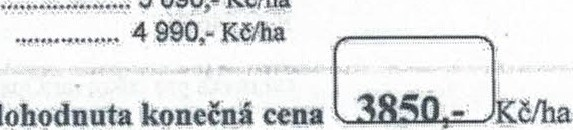 ................ 4 990,- Kč/ha
dohodnuta konečná cena 3850,- Kč/ha